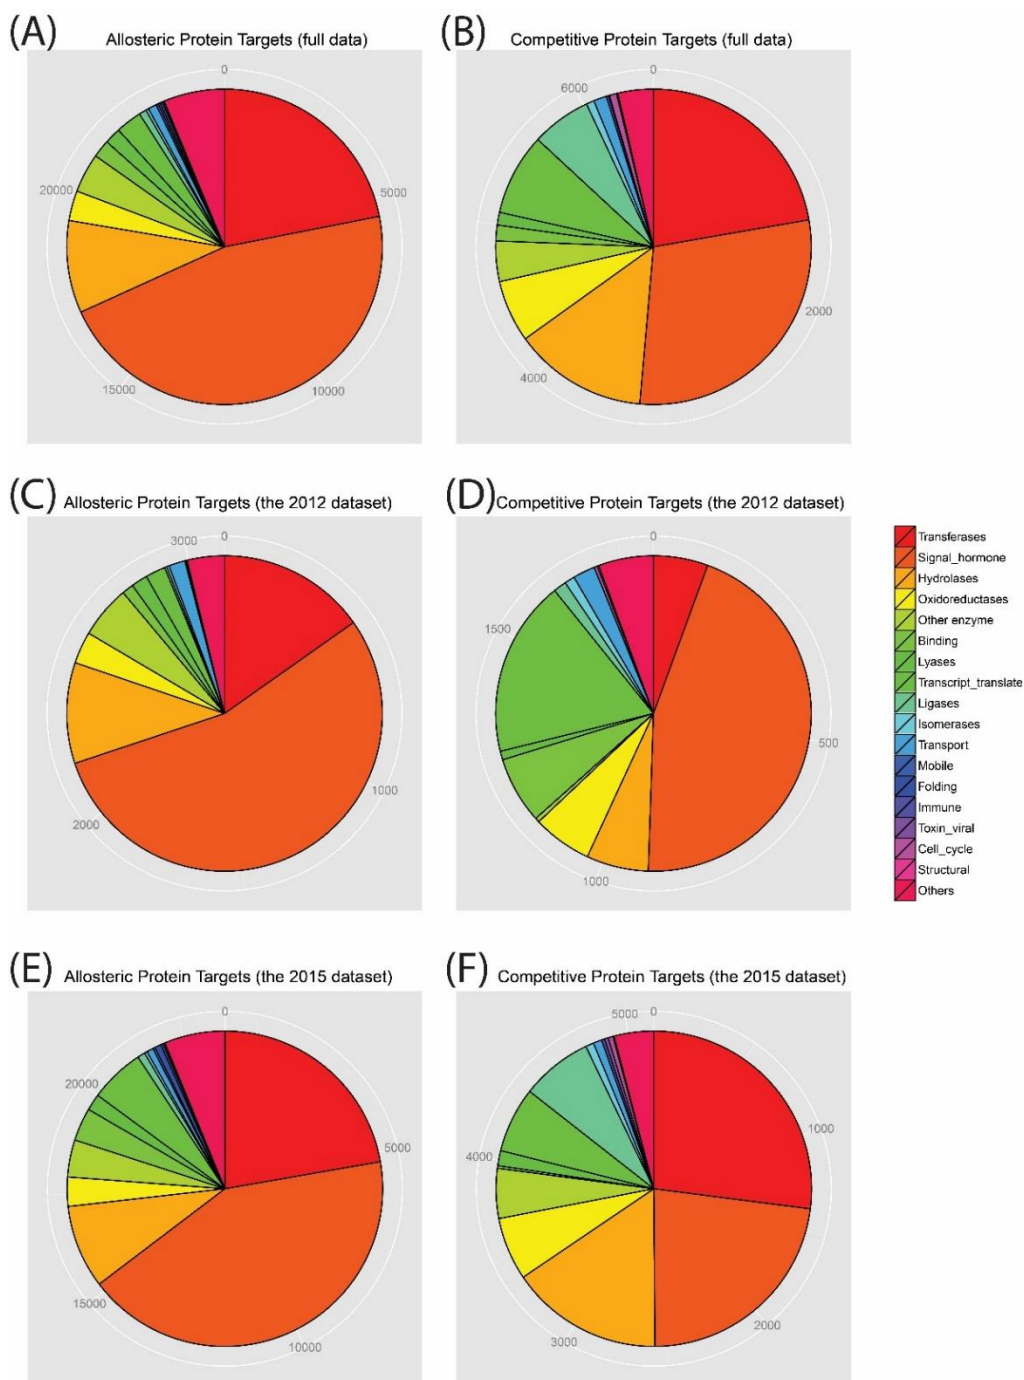 (A) Allosteric Protein Targets (full data)
0
5000
10000
15000
20000
(B) Competitive Protein Targets (full data)
0
2000
4000
6000
(C) Allosteric Protein Targets (the 2012 dataset)
0
1000
2000
3000
(D) Competitive Protein Targets (the 2012 dataset)
0
500
1000
1500
Transferases
Signal_hormone
Hydrolases
Oxidoreductases
Other enzyme
Binding
Lyases
Transcript_translate
Ligases
Isomerases
Transport
Mobile
Folding
Immune
Toxin_viral
Cell_cycle
Structural
Others
(E) Allosteric Protein Targets (the 2015 dataset)
0
5000
10000
15000
20000
(F) Competitive Protein Targets (the 2015 dataset)
0
1000
2000
3000
4000
5000